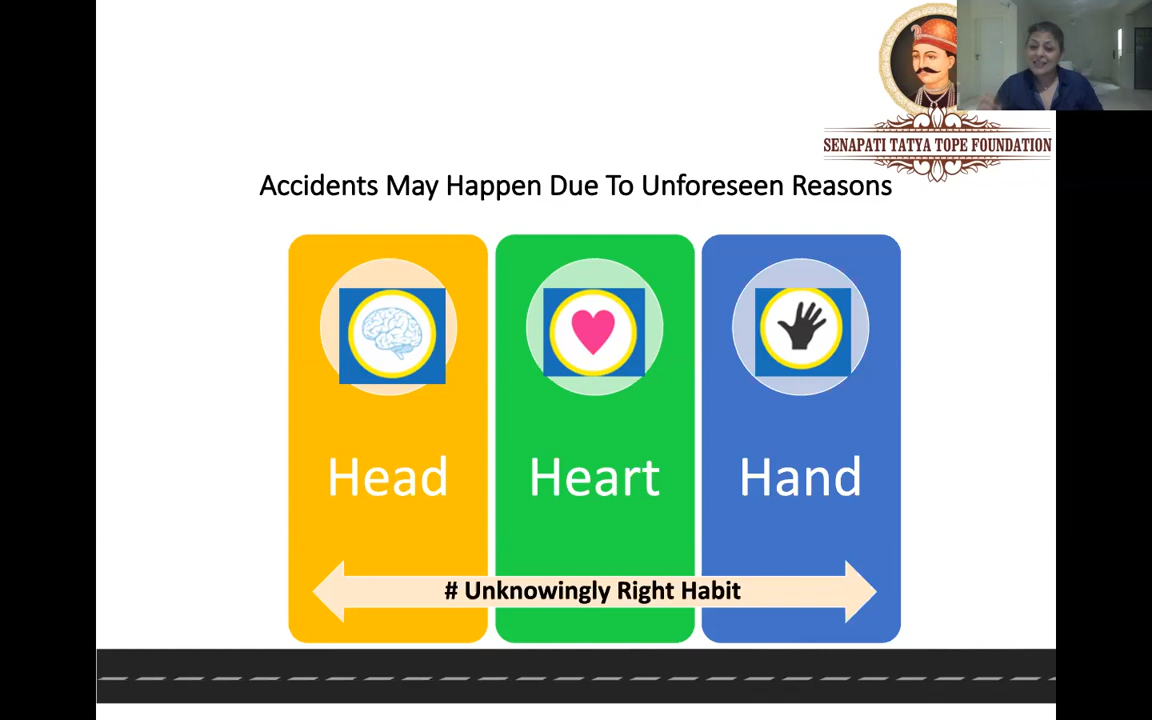 SENAPATI TATYA TOPE FOUNDATION
Accidents May Happen Due To Unforeseen Reasons
Head
Heart
Hand
# Unknowingly Right Habit